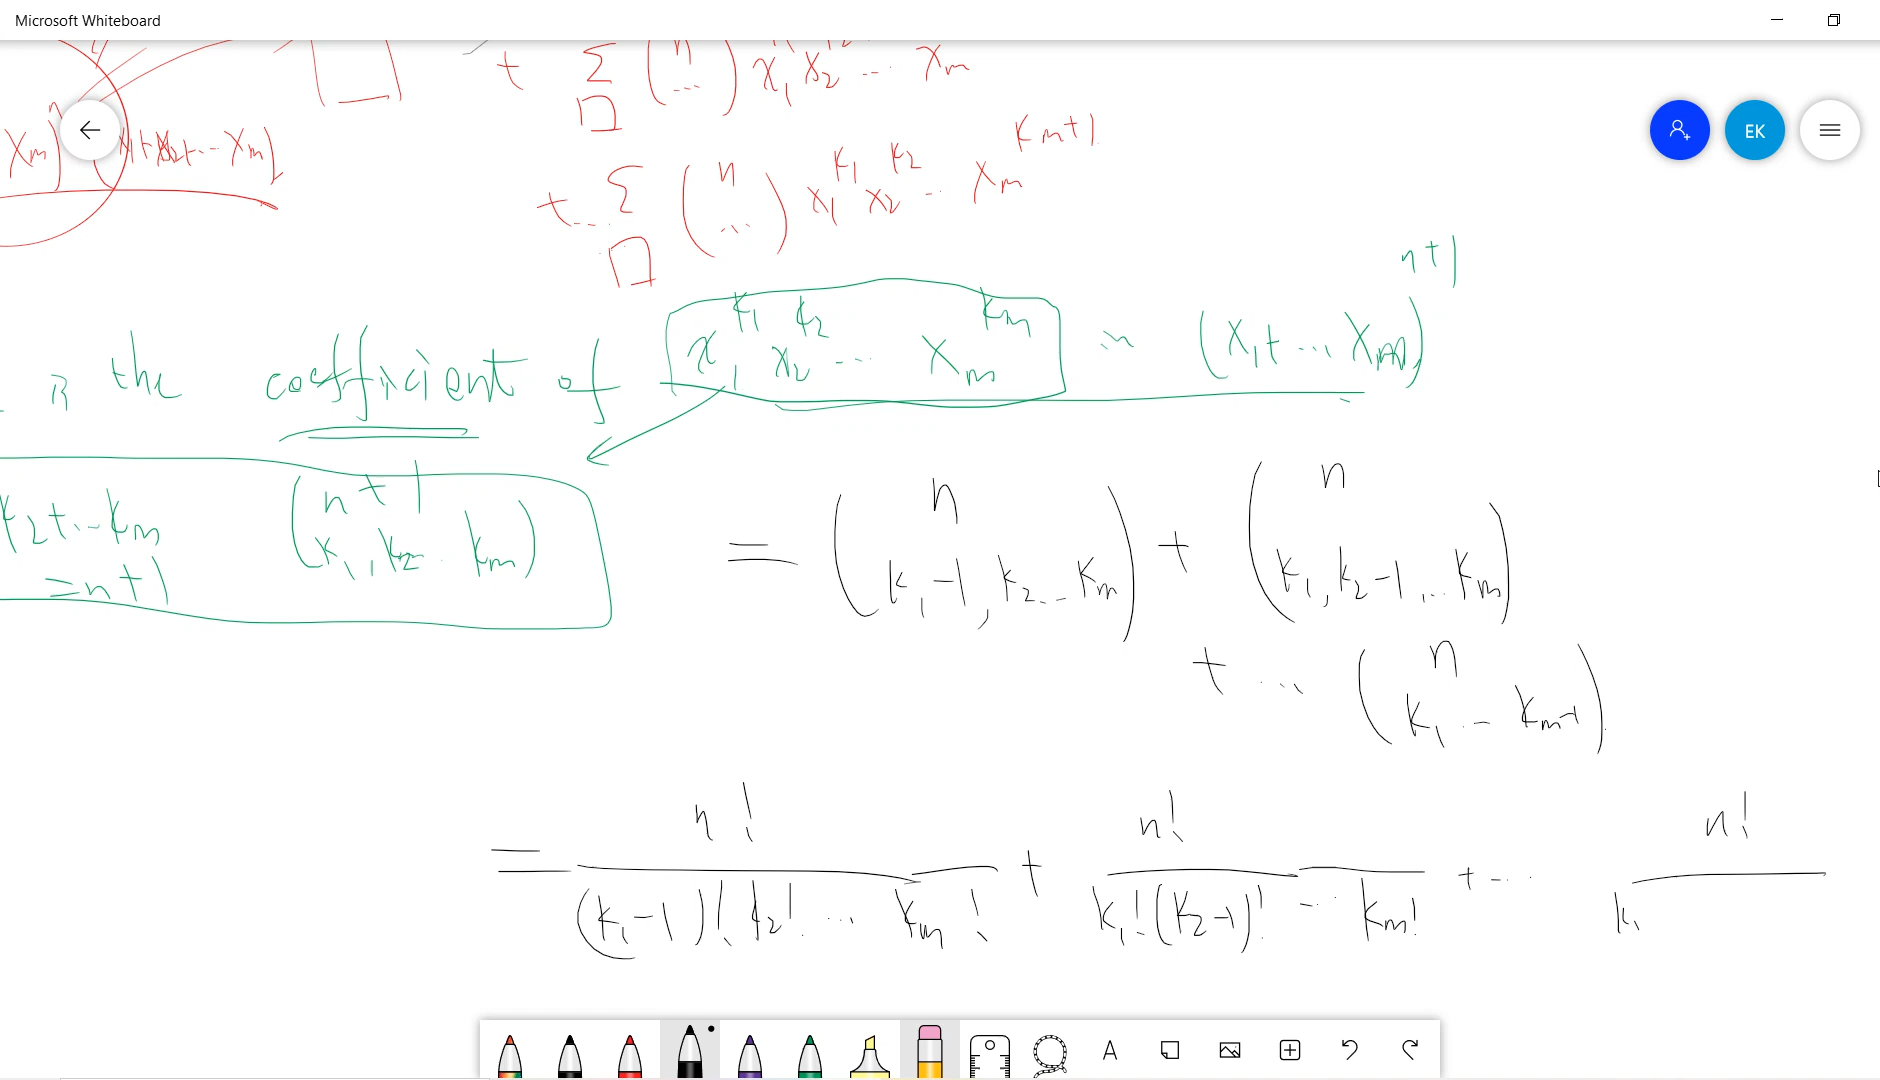 Microsoft Whiteboard
+ Σ (n ...) x₁ x₂ ... xₘ
xₘ)ⁿ ... xₘ)
+... Σ (n ...) x₁^k₁ x₂^k₂ ... xₘ^kₘ+1
EK
is the coefficient of x₁^k₁ x₂^k₂ ... xₘ^kₘ in (x₁+...xₘ)^n+1
k₂+...kₘ =n+1
(n+1 k₁,k₂...kₘ)
= (n k₁-1, k₂...kₘ) + (n k₁,k₂-1,...kₘ)
+ ... (n k₁...kₘ-1)
= n!/((k₁-1)! k₂! ... kₘ!) + n!/(k₁!(k₂-1)! ... kₘ!) + ... n!/k₁
A